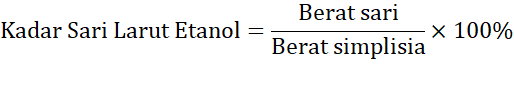 Kadar Sari Larut Etanol = Berat sari / Berat simplisia × 100%